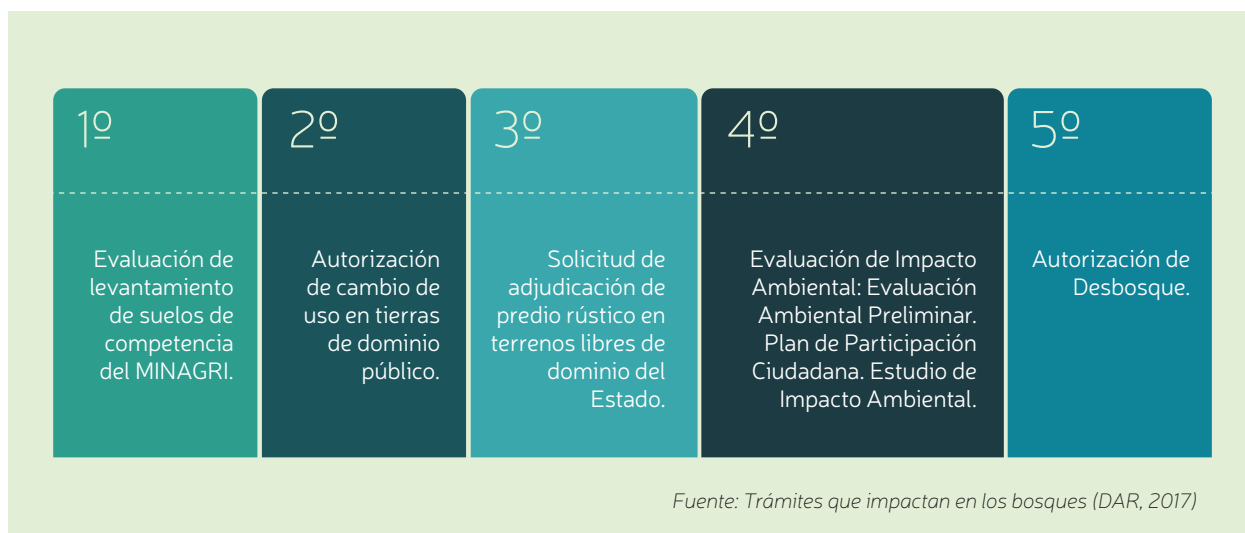 1º
Evaluación de
levantamiento
de suelos de
competencia
del MINAGRI.
2º
Autorización
de cambio de
uso en tierras
de dominio
público.
3º
Solicitud de
adjudicación de
predio rústico en
terrenos libres de
dominio del
Estado.
4º
Evaluación de Impacto
Ambiental: Evaluación
Ambiental Preliminar.
Plan de Participación
Ciudadana. Estudio de
Impacto Ambiental.
5º
Autorización de
Desbosque.
Fuente: Trámites que impactan en los bosques (DAR, 2017)